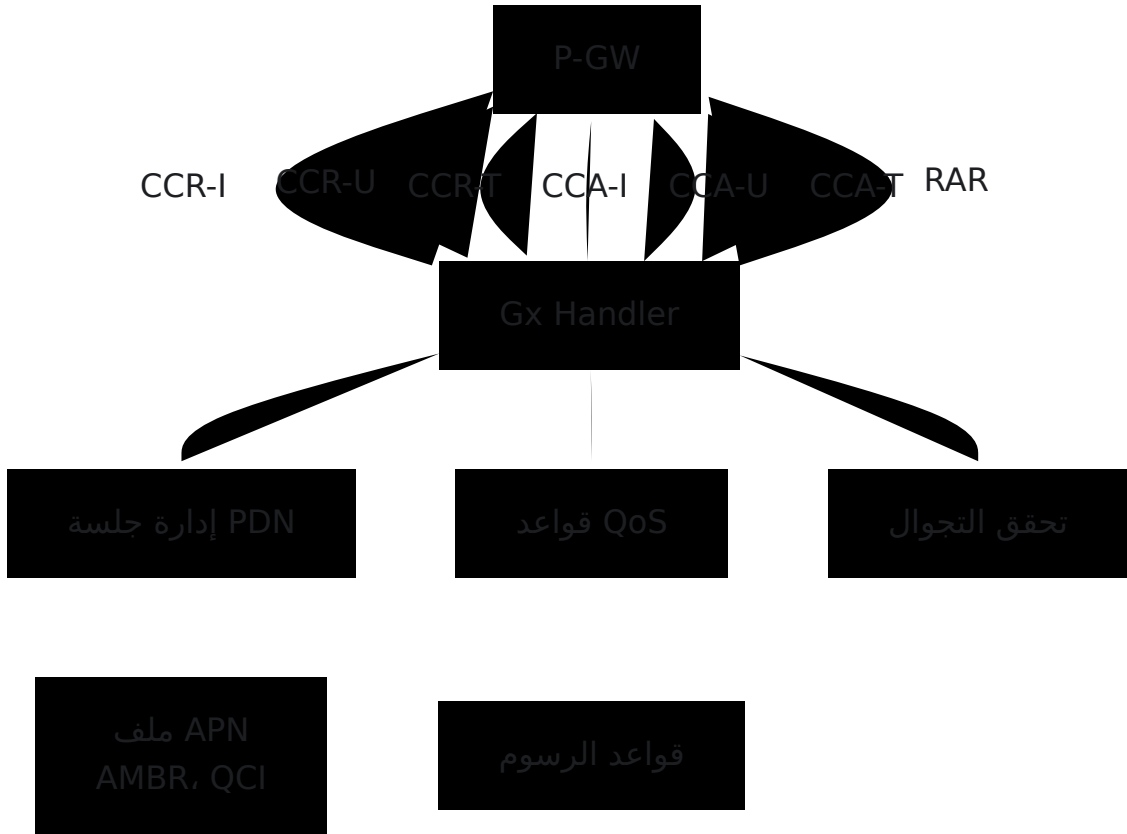 P-GW
CCR-I
CCR-U
CCR-T
CCA-I
CCA-U
CCA-T
RAR
Gx Handler
إدارة جلسة PDN
قواعد QoS
تحقق التجوال
ملف APN
AMBR، QCI
قواعد الرسوم